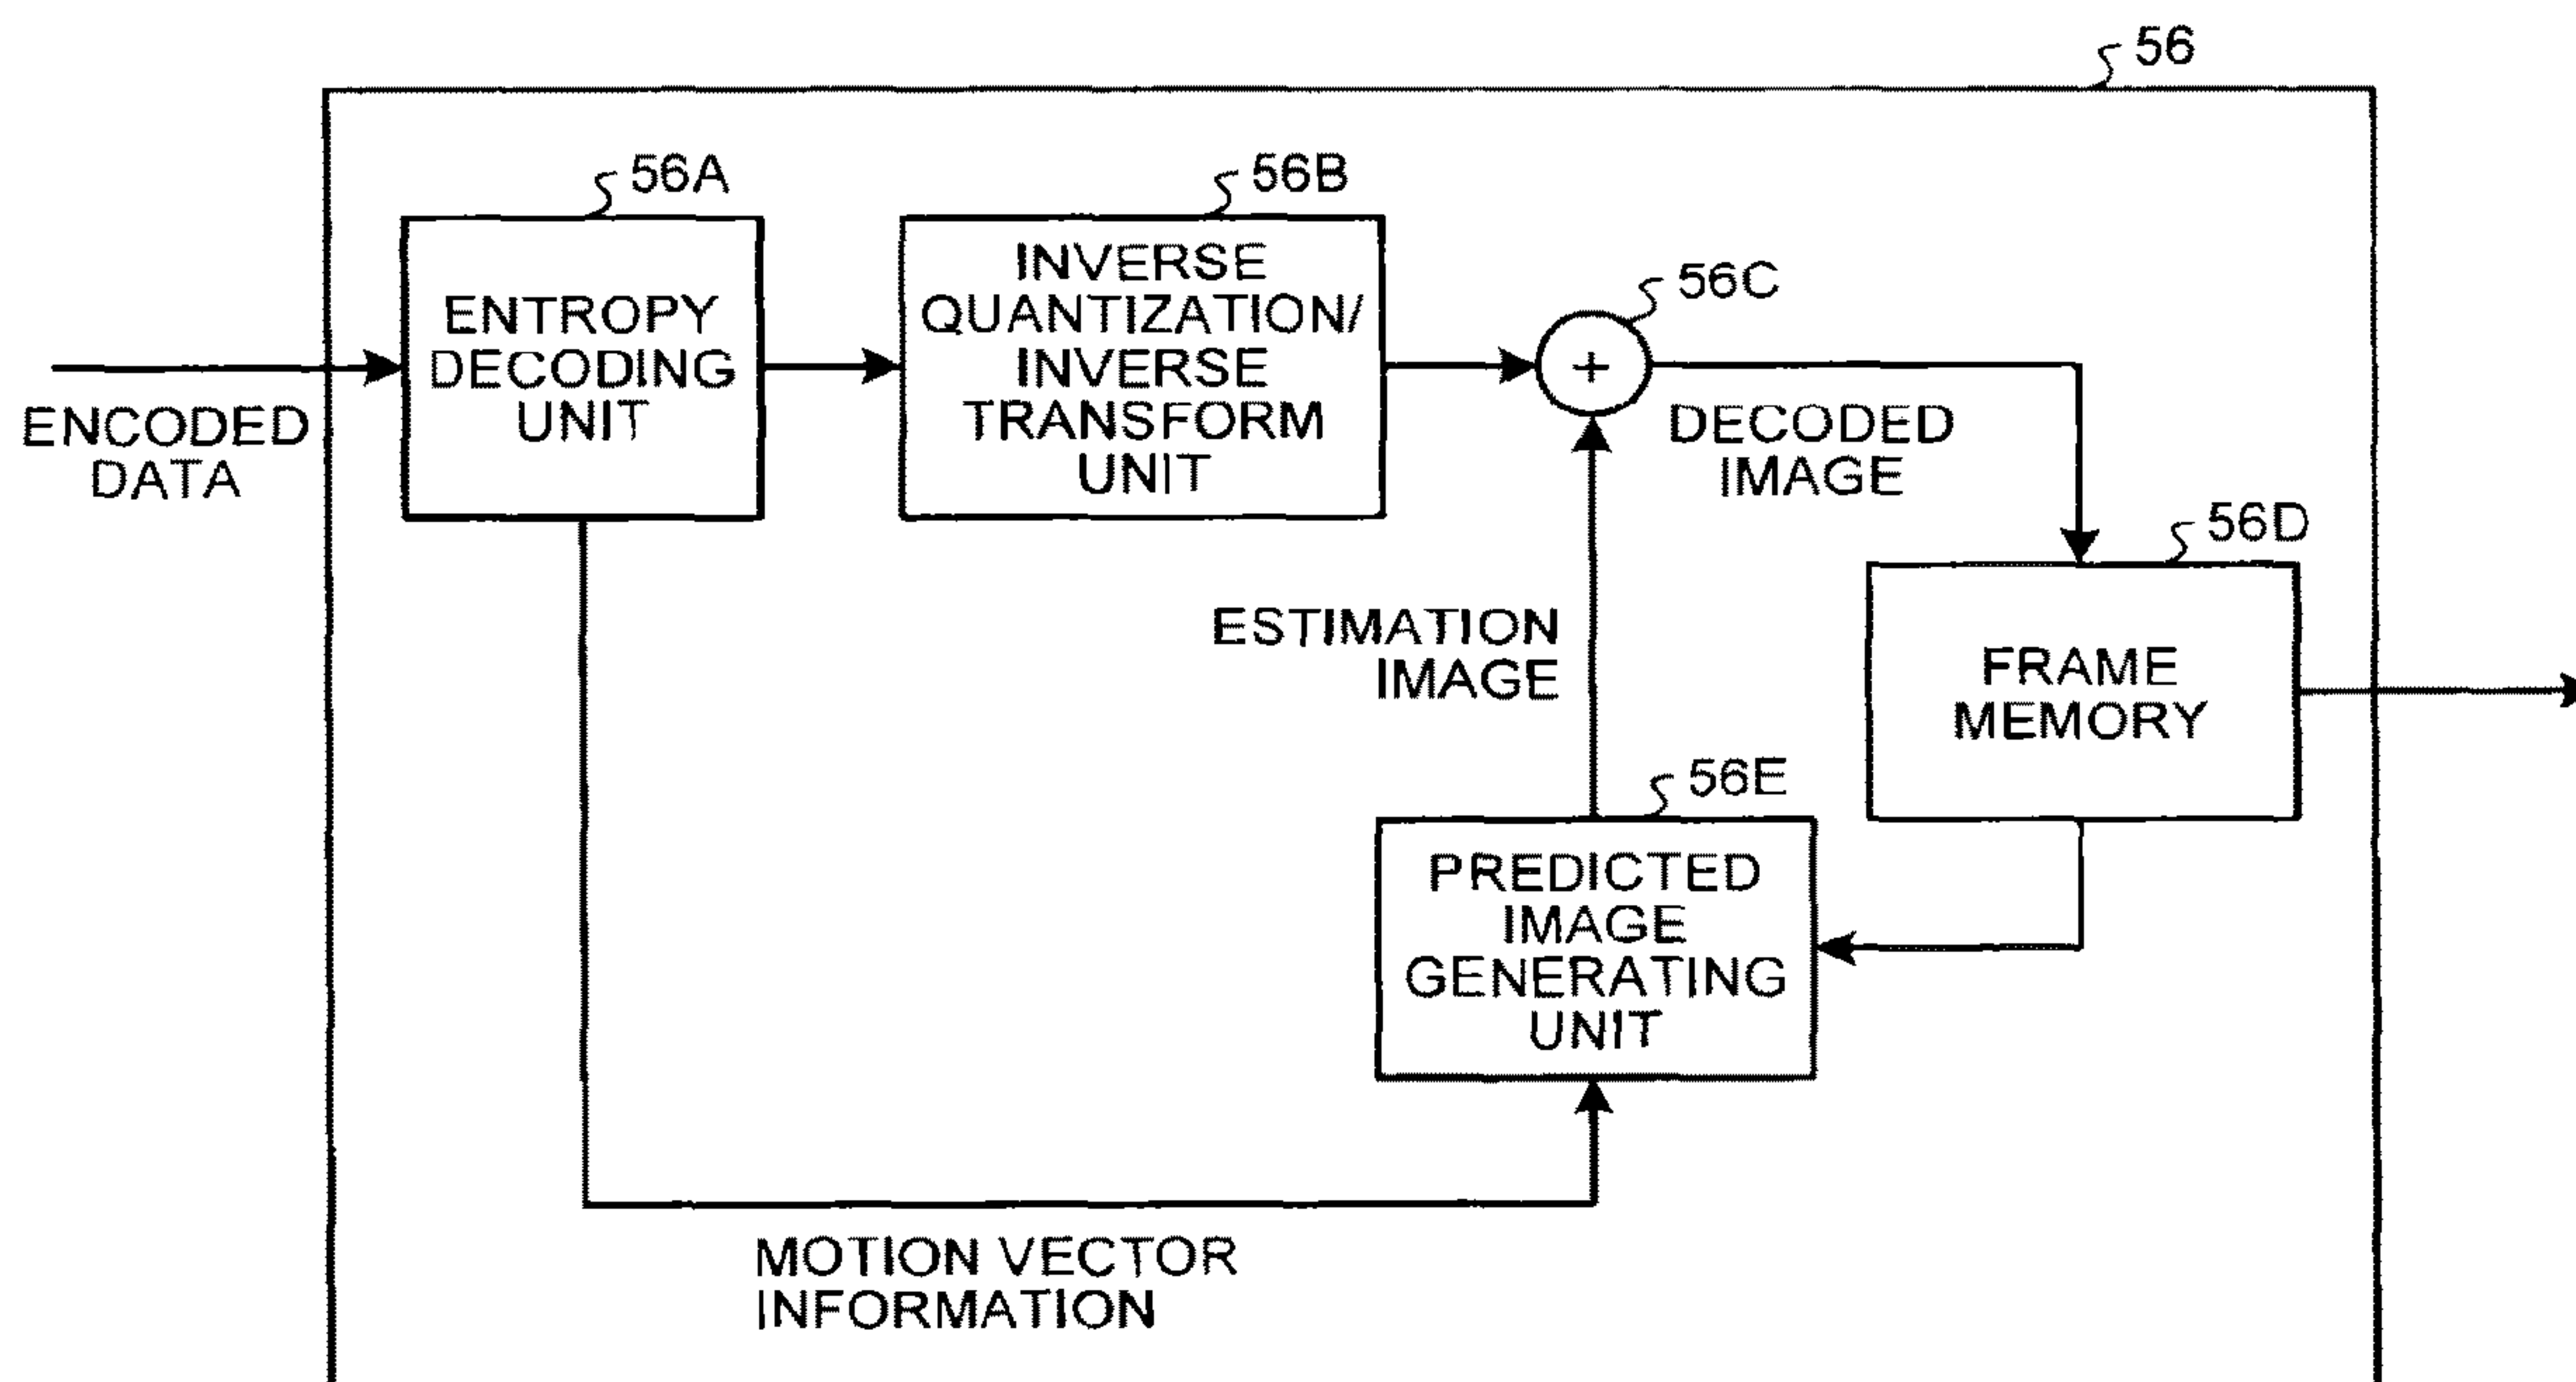 56
56A
56B
ENTROPY
DECODING
UNIT
INVERSE
QUANTIZATION/
INVERSE
TRANSFORM
UNIT
56C
+
ENCODED
DATA
DECODED
IMAGE
56D
ESTIMATION
IMAGE
FRAME
MEMORY
56E
PREDICTED
IMAGE
GENERATING
UNIT
MOTION VECTOR
INFORMATION